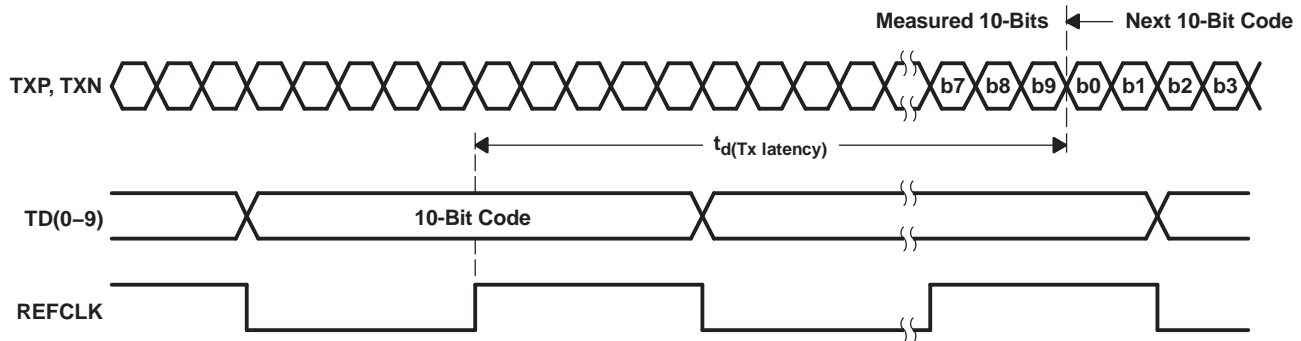 Measured 10-Bits Next 10-Bit Code
TXP, TXN b7 b8 b9 b0 b1 b2 b3
td(Tx latency)
TD(0–9) 10-Bit Code
REFCLK